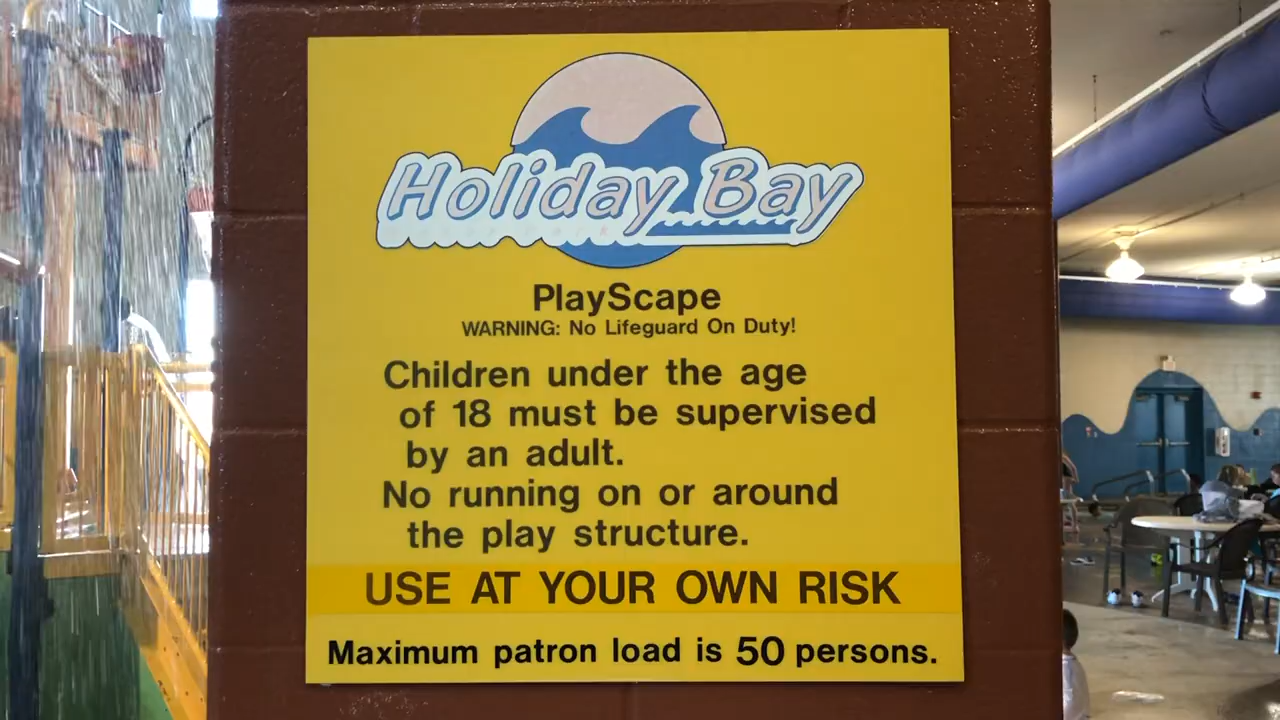 Holiday Bay
PlayScape
WARNING: No Lifeguard On Duty!
Children under the age
of 18 must be supervised
by an adult.
No running on or around
the play structure.
USE AT YOUR OWN RISK
Maximum patron load is 50 persons.